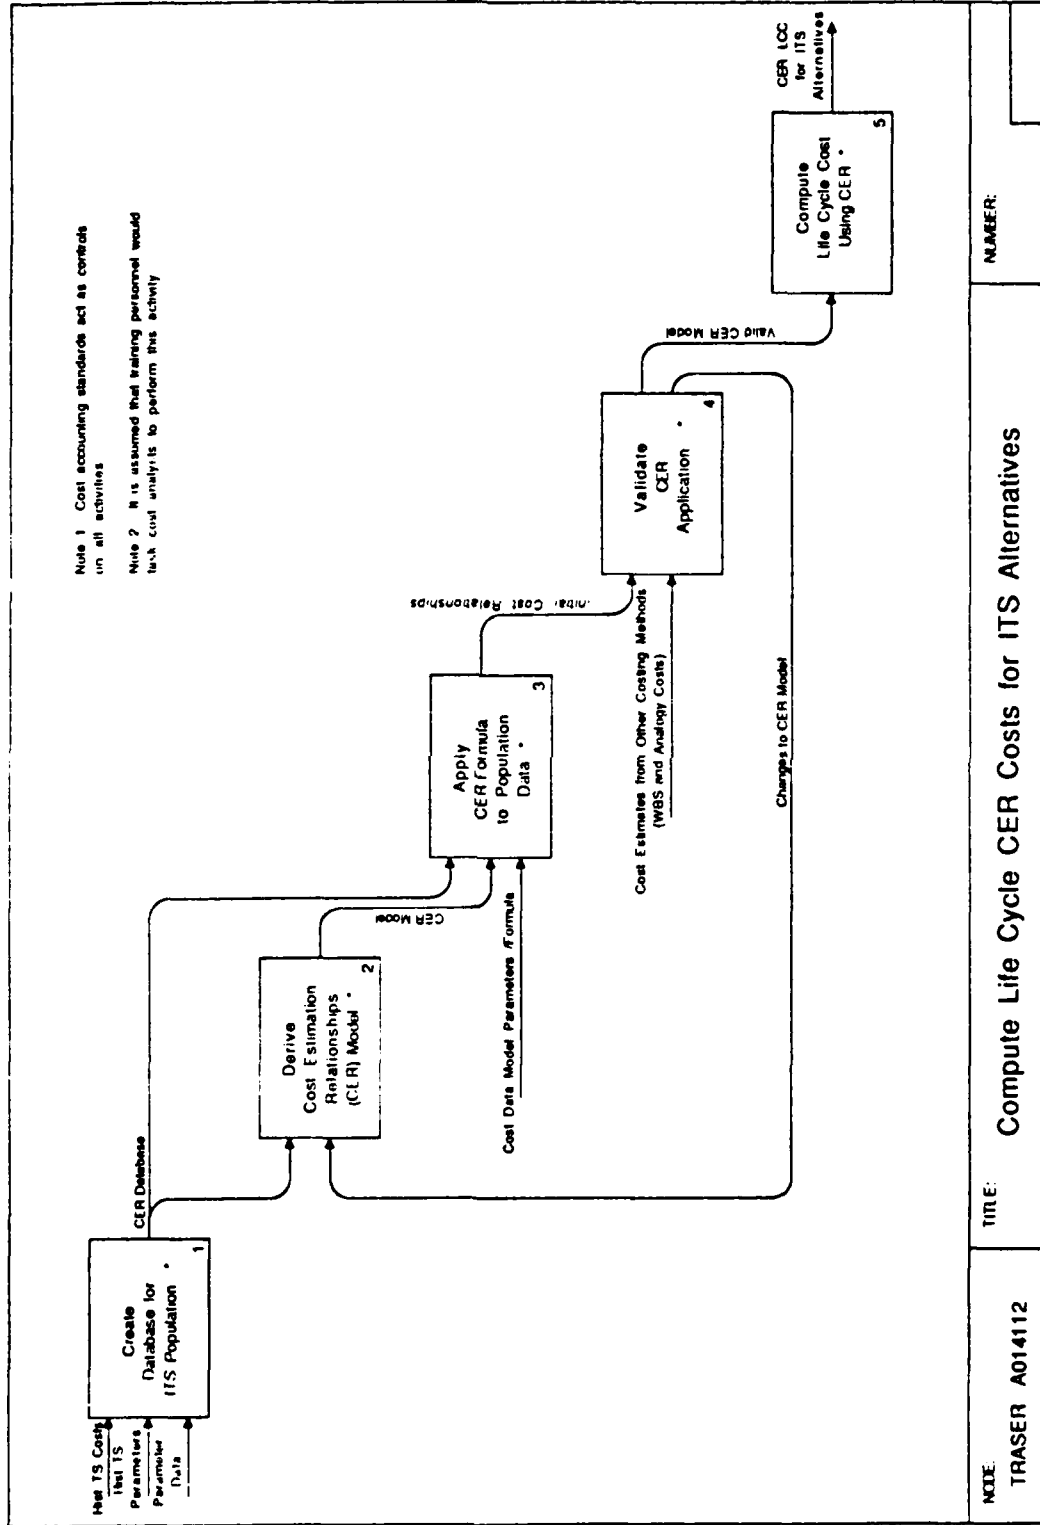 Note 1 Cost accounting standards act as controls
on all activities
Note 2 It is assumed that training personnel would
task cost analysts to perform this activity
Hist TS Costs
Hist TS
Parameters
Parameter
Data
Create
Database for
ITS Population *
1
CER Database
Derive
Cost Estimation
Relationships
(CER) Model *
2
CER Model
Cost Data Model Parameters /Formula
Apply
CER Formula
to Population
Data *
3
Initial Cost Relationships
Cost Estimates from Other Costing Methods
(WBS and Analogy Costs)
Validate
CER
Application *
4
Valid CER Model
Changes to CER Model
Compute
Life Cycle Cost
Using CER *
5
CER LCC
for ITS
Alternatives
NODE:
TRASER A014112
TITLE:
Compute Life Cycle CER Costs for ITS Alternatives
NUMBER: